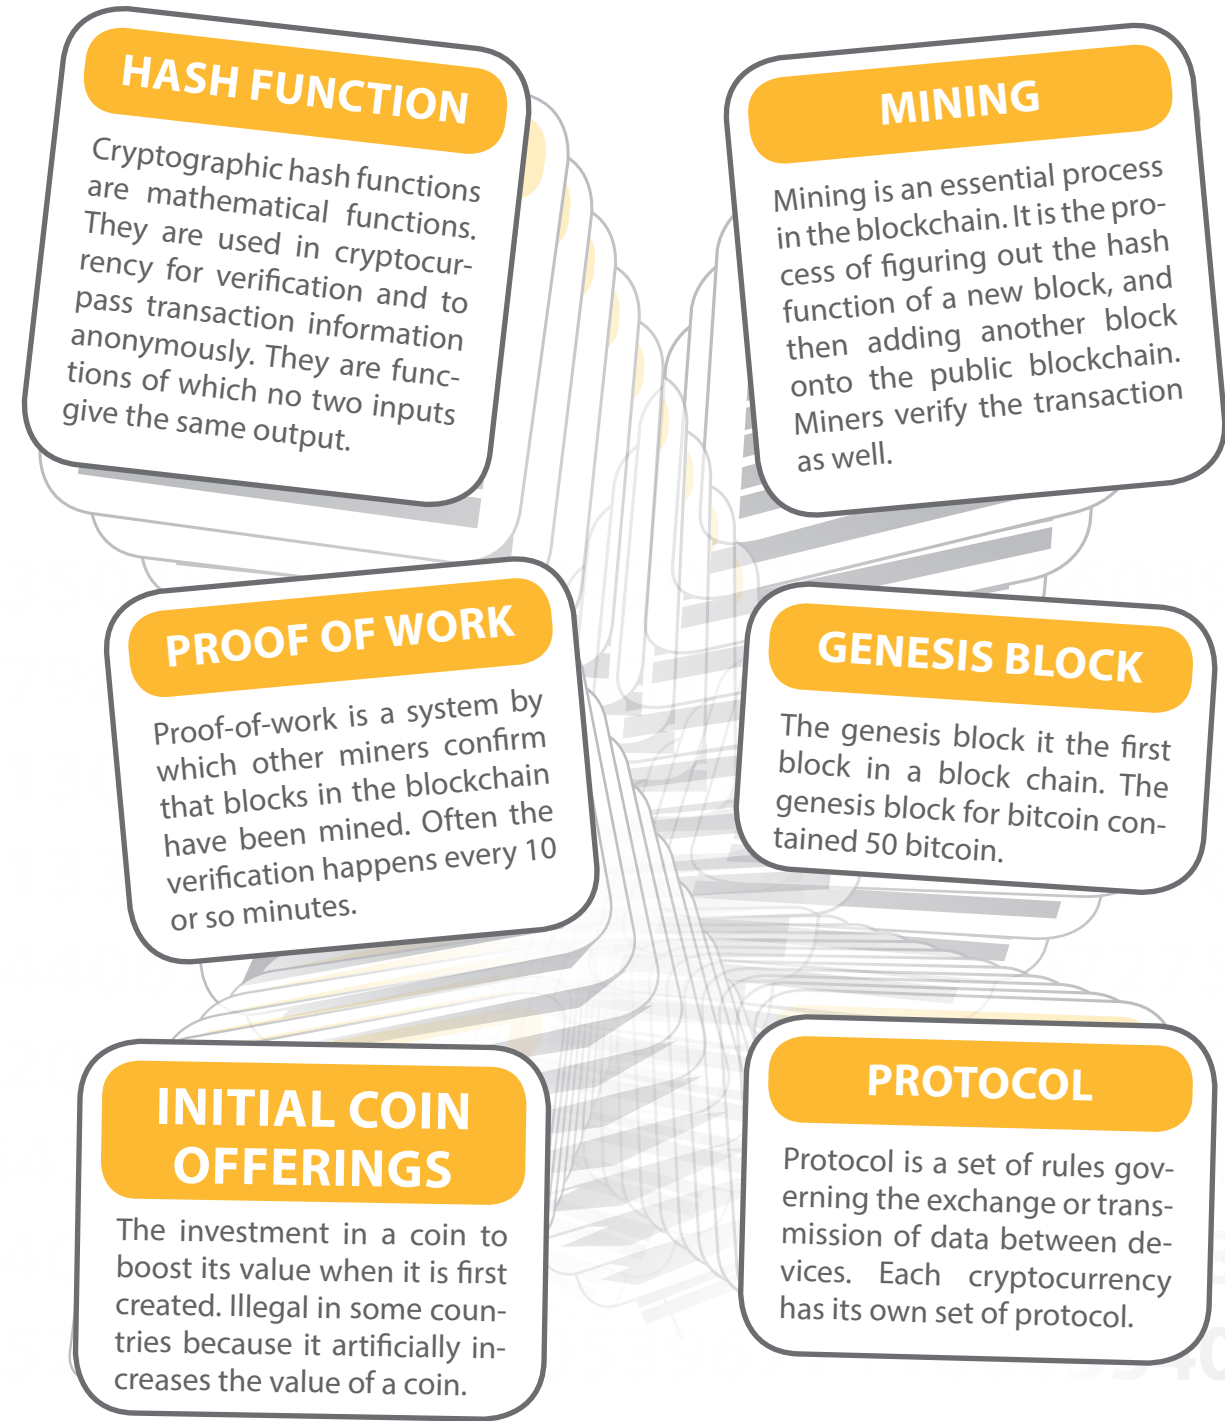 HASH FUNCTION
Cryptographic hash functions
are mathematical functions.
They are used in cryptocur-
rency for verification and to
pass transaction information
anonymously. They are func-
tions of which no two inputs
give the same output.
MINING
Mining is an essential process
in the blockchain. It is the pro-
cess of figuring out the hash
function of a new block, and
then adding another block
onto the public blockchain.
Miners verify the transaction
as well.
PROOF OF WORK
Proof-of-work is a system by
which other miners confirm
that blocks in the blockchain
have been mined. Often the
verification happens every 10
or so minutes.
GENESIS BLOCK
The genesis block it the first
block in a block chain. The
genesis block for bitcoin con-
tained 50 bitcoin.
INITIAL COIN
OFFERINGS
The investment in a coin to
boost its value when it is first
created. Illegal in some coun-
tries because it artificially in-
creases the value of a coin.
PROTOCOL
Protocol is a set of rules gov-
erning the exchange or trans-
mission of data between de-
vices. Each cryptocurrency
has its own set of protocol.